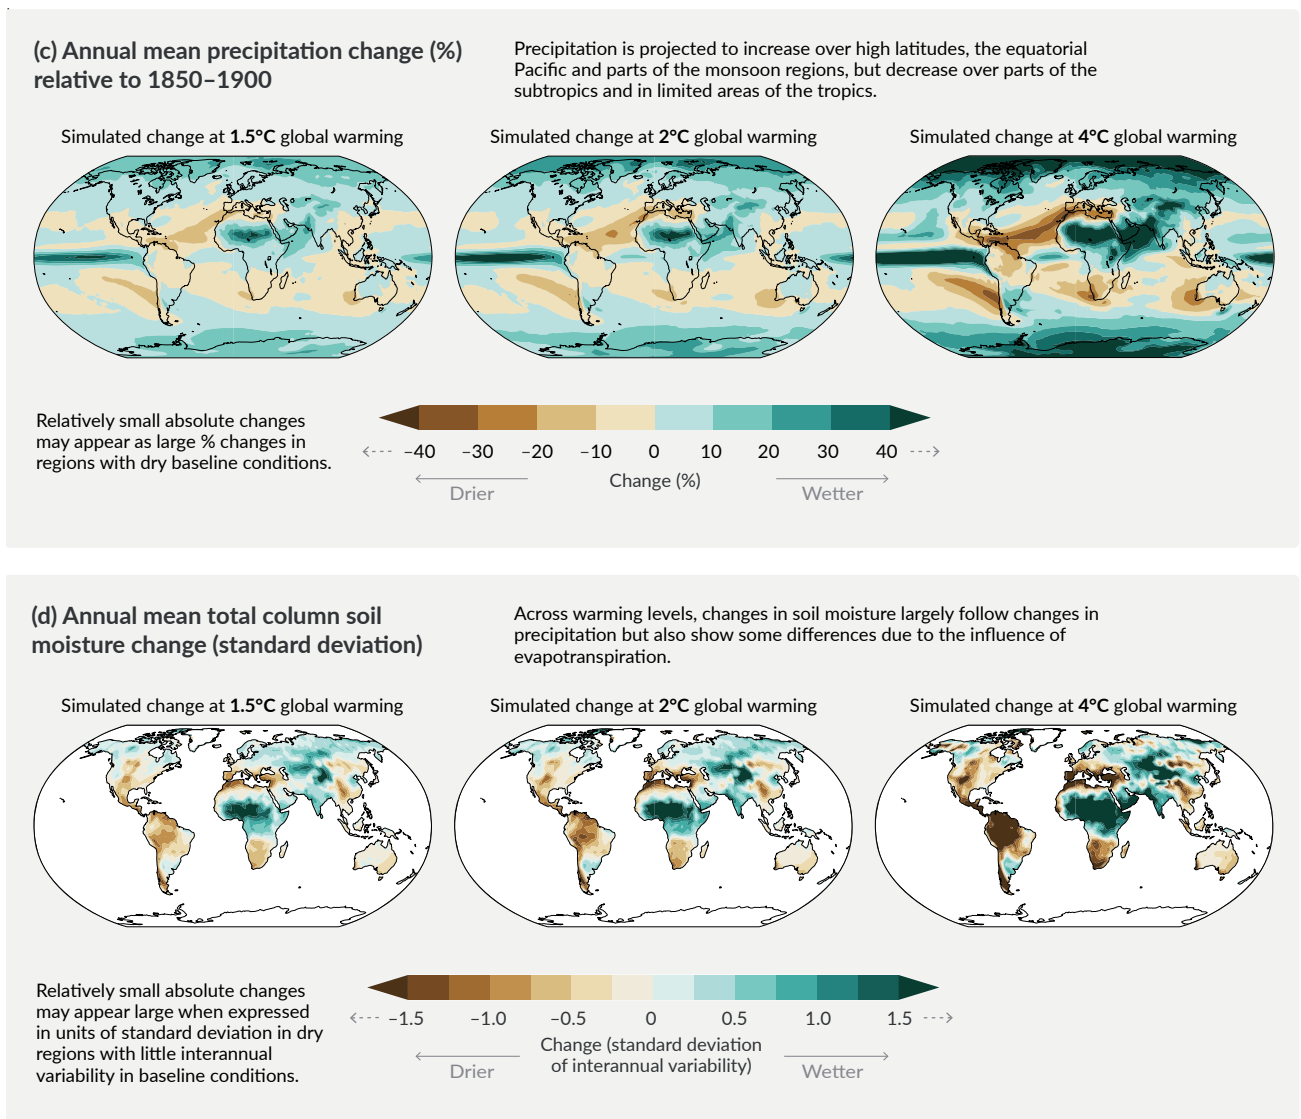 (c) Annual mean precipitation change (%)
relative to 1850–1900
Precipitation is projected to increase over high latitudes, the equatorial
Pacific and parts of the monsoon regions, but decrease over parts of the
subtropics and in limited areas of the tropics.
Simulated change at 1.5°C global warming
Simulated change at 2°C global warming
Simulated change at 4°C global warming
Relatively small absolute changes
may appear as large % changes in
regions with dry baseline conditions.
–40 –30 –20 –10 0 10 20 30 40
Change (%)
Drier
Wetter
(d) Annual mean total column soil
moisture change (standard deviation)
Across warming levels, changes in soil moisture largely follow changes in
precipitation but also show some differences due to the influence of
evapotranspiration.
Simulated change at 1.5°C global warming
Simulated change at 2°C global warming
Simulated change at 4°C global warming
Relatively small absolute changes
may appear large when expressed
in units of standard deviation in dry
regions with little interannual
variability in baseline conditions.
–1.5 –1.0 –0.5 0 0.5 1.0 1.5
Change (standard deviation
of interannual variability)
Drier
Wetter